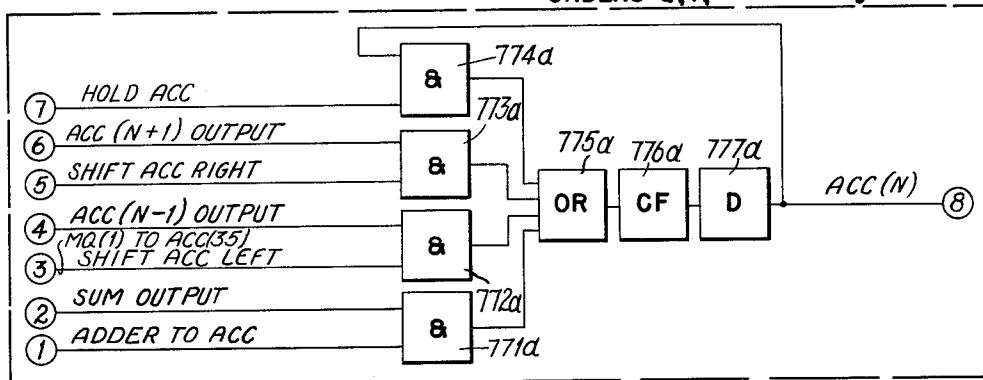 774a
&
7 HOLD ACC
773a
6 ACC (N+1) OUTPUT
&
5 SHIFT ACC RIGHT
775a 776a 777a
OR CF D
ACC(N) 8
4 ACC(N-1) OUTPUT
MQ(1) TO ACC(35)
3 SHIFT ACC LEFT
&
772a
2 SUM OUTPUT
&
1 ADDER TO ACC
771a